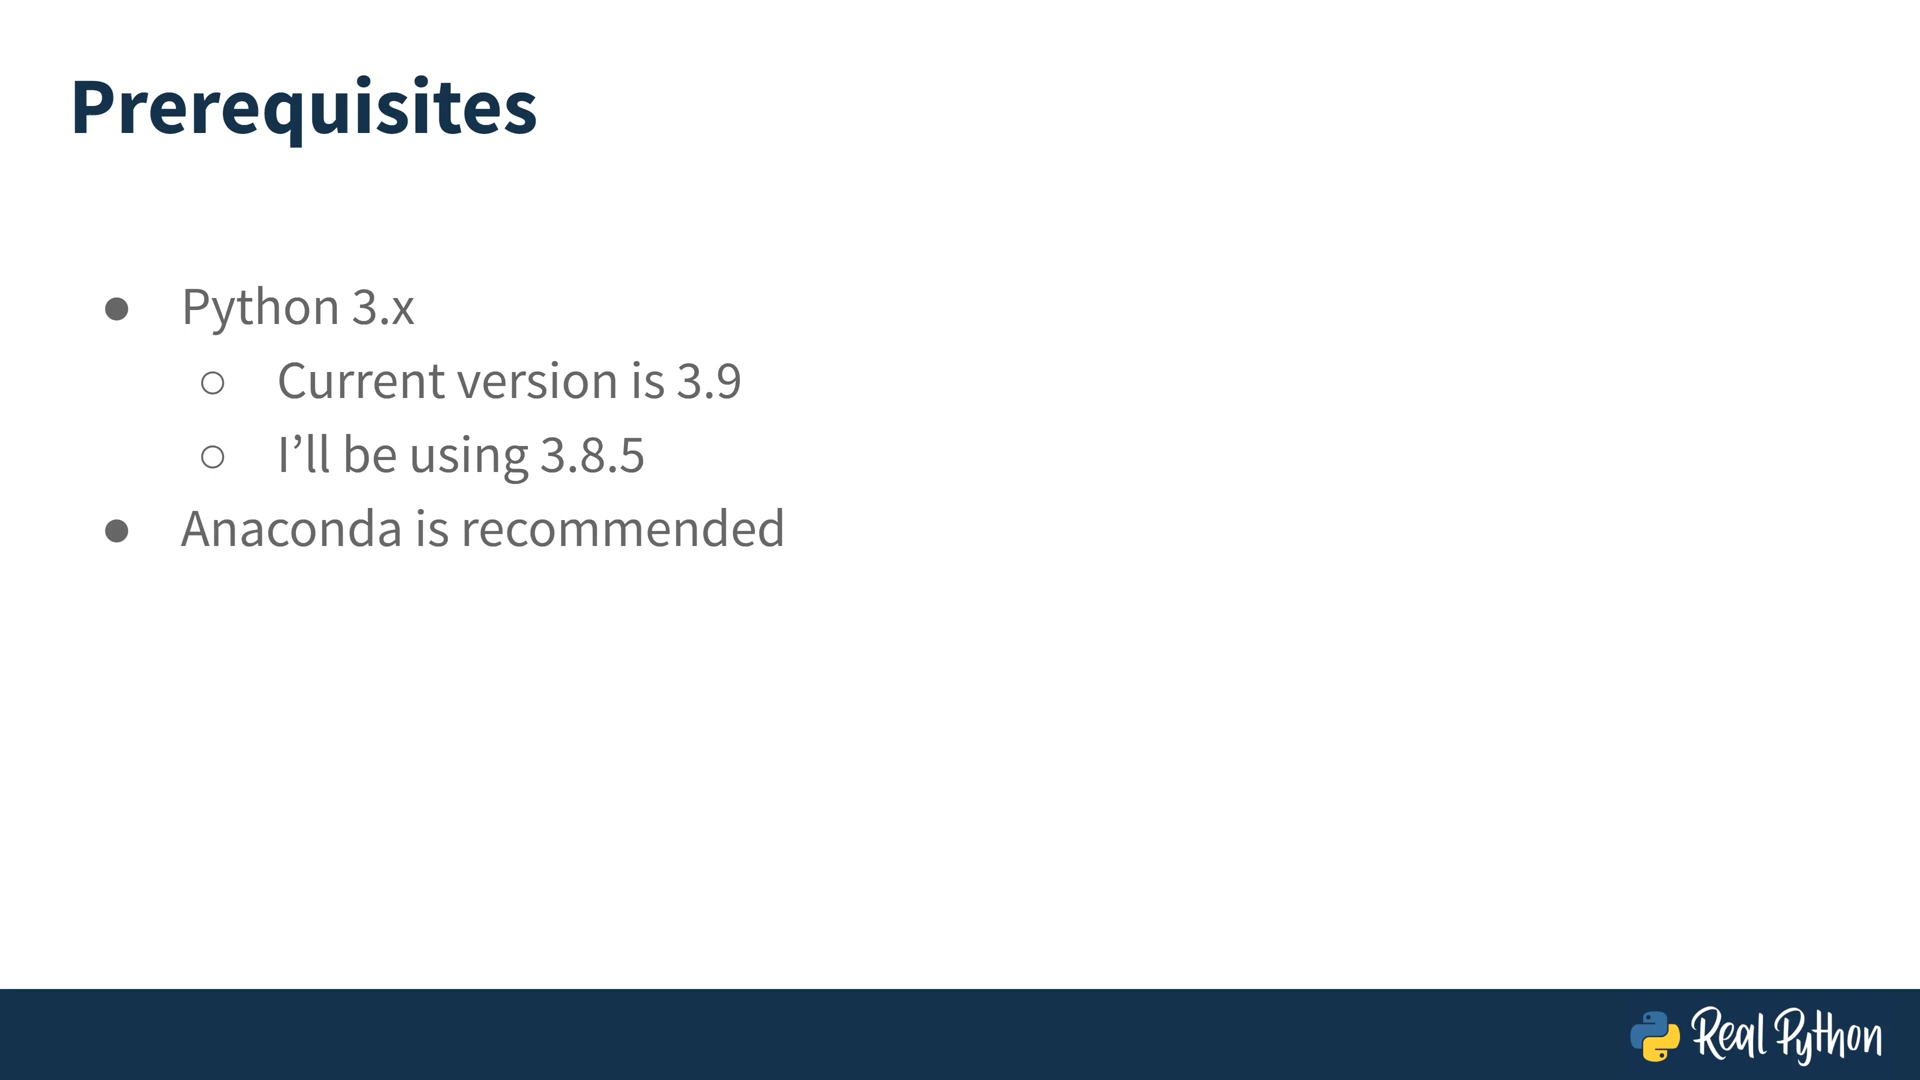 Prerequisites
● Python 3.x
○ Current version is 3.9
○ I’ll be using 3.8.5
● Anaconda is recommended
Real Python